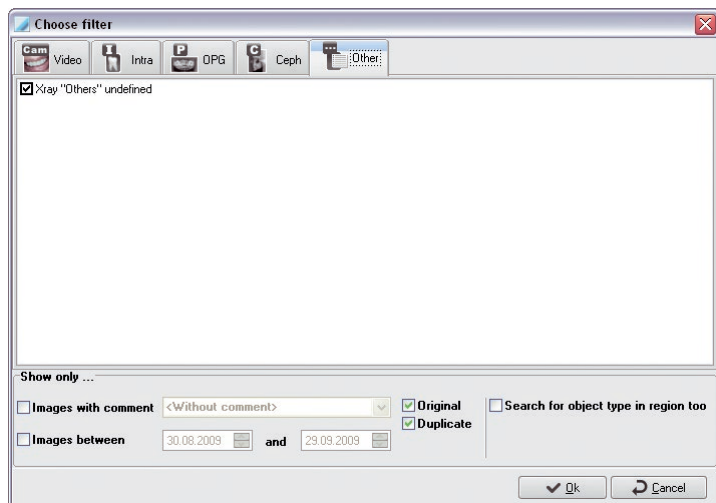 Choose filter
Cam Video I Intra P OPG C Ceph ... Other
Xray "Others" undefined
Show only ...
Images with comment <Without comment> Original Search for object type in region too
Duplicate
Images between 30.08.2009 and 29.09.2009
Ok Cancel